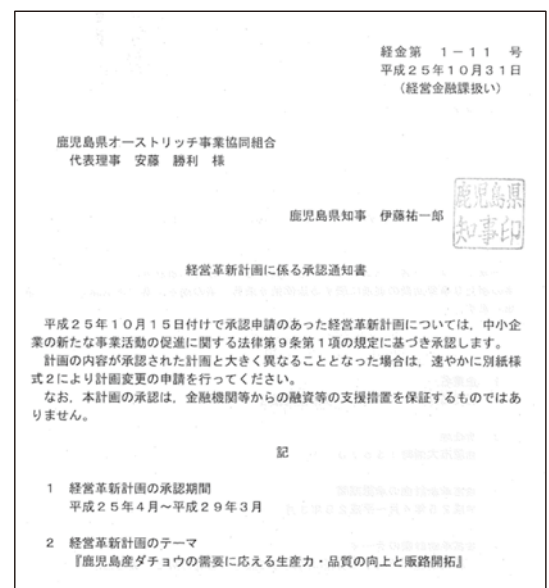 経金第 1－11 号
平成25年10月31日
（経営金融課扱い）
鹿児島県オーストリッチ事業協同組合
代表理事 安藤 勝利 様
鹿児島県知事 伊藤祐一郎
鹿児島県
知事印
経営革新計画に係る承認通知書
平成25年10月15日付けで承認申請のあった経営革新計画については，中小企
業の新たな事業活動の促進に関する法律第9条第1項の規定に基づき承認します。
計画の内容が承認された計画と大きく異なることとなった場合は，速やかに別紙様
式2により計画変更の申請を行ってください。
なお，本計画の承認は，金融機関等からの融資等の支援措置を保証するものではあ
りません。
記
1 経営革新計画の承認期間
平成25年4月～平成29年3月
2 経営革新計画のテーマ
『鹿児島産ダチョウの需要に応える生産力・品質の向上と販路開拓』